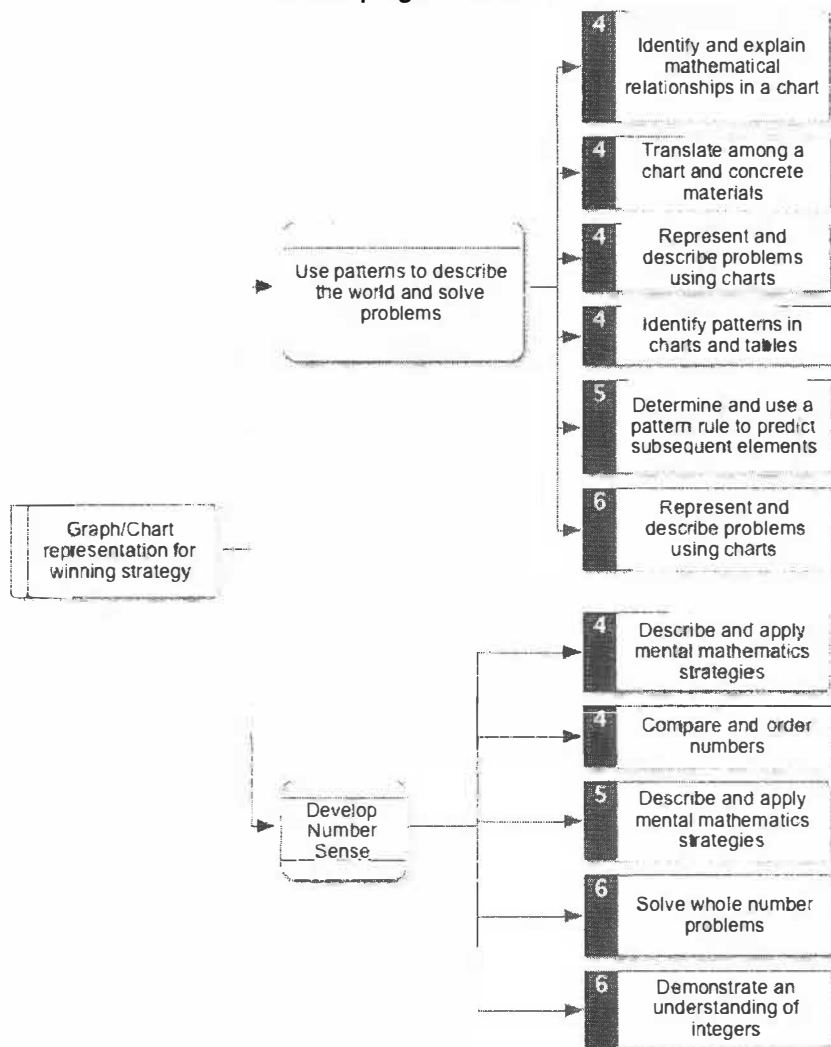 4
Identify and explain
mathematical
relationships in a chart
4
Translate among a
chart and concrete
materials
4
Represent and
describe problems
using charts
4
Identify patterns in
charts and tables
5
Determine and use a
pattern rule to predict
subsequent elements
6
Represent and
describe problems
using charts
Use patterns to describe
the world and solve
problems
Graph/Chart
representation for
winning strategy
Develop
Number
Sense
4
Describe and apply
mental mathematics
strategies
4
Compare and order
numbers
5
Describe and apply
mental mathematics
strategies
6
Solve whole number
problems
6
Demonstrate an
understanding of
integers